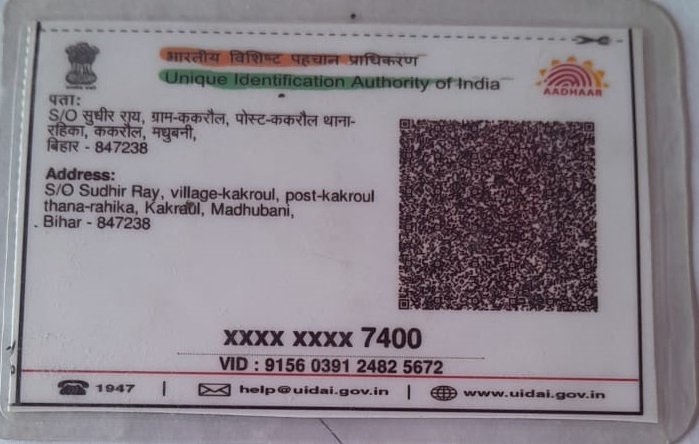 भारतीय विशिष्ट पहचान प्राधिकरण
Unique Identification Authority of India
AADHAAR
पता:
S/O सुधीर राय, ग्राम-ककरौल, पोस्ट-ककरौल थाना-
रहिका, ककरौल, मधुबनी,
बिहार - 847238
Address:
S/O Sudhir Ray, village-kakroul, post-kakroul
thana-rahika, Kakraul, Madhubani,
Bihar - 847238
xxxx xxxx 7400
VID : 9156 0391 2482 5672
1947 | help@uidai.gov.in | www.uidai.gov.in